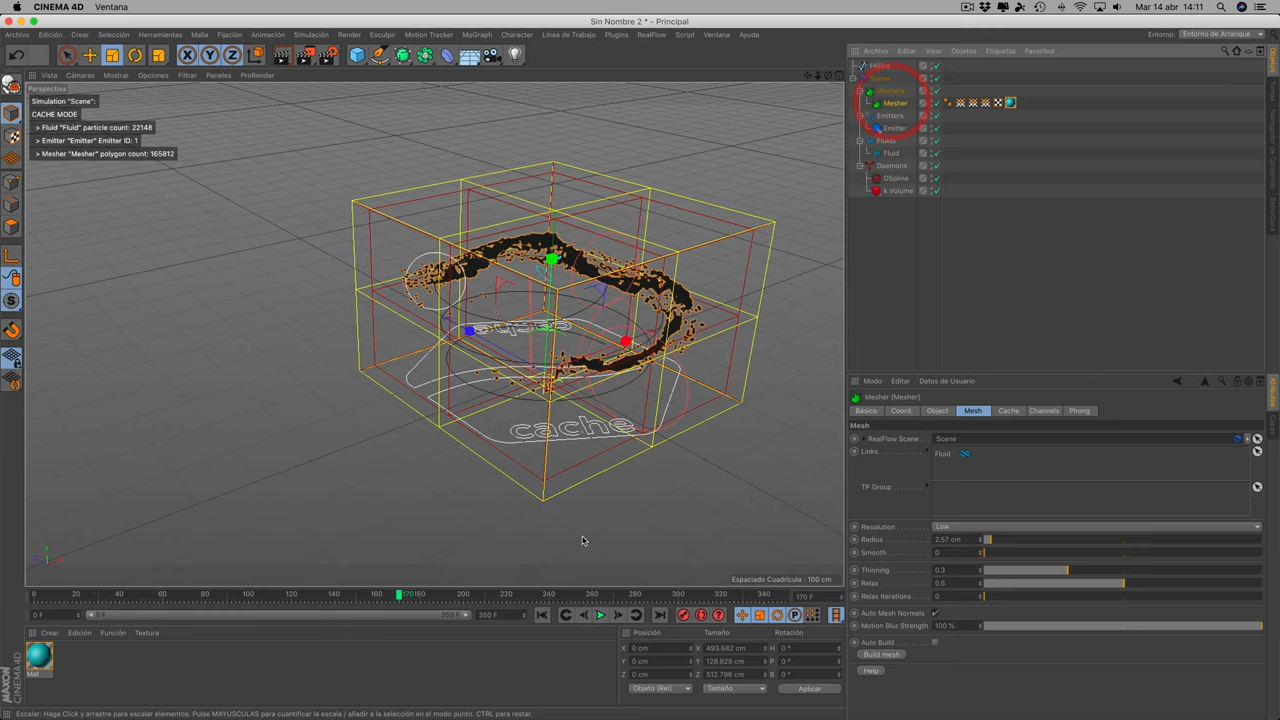 CINEMA 4D Ventana
Mar 14 abr 14:11
Sin Nombre 2 * - Principal
Archivo Edición Crear Selección Herramientas Malla Fijación Animación Simulación Render Esculpir Motion Tracker MoGraph Character Línea de Trabajo Plugins RealFlow Script Ventana Ayuda
Entorno: Entorno de Arranque
Vista Cámaras Mostrar Opciones Filtrar Paneles ProRender
Archivo Editar Visor Objetos Etiquetas Favoritos
Perspectiva
Simulation "Scene":
CACHE MODE
> Fluid "Fluid" particle count: 22148
> Emitter "Emitter" Emitter ID: 1
> Mesher "Mesher" polygon count: 165812
Hélice
Scene
Meshers
Mesher
Emitters
Emitter
Fluids
Fluid
Daemons
DSpline
k Volume
cache
cache
Espaciado Cuadrícula : 100 cm
Modo Editar Datos de Usuario
Mesher [Mesher]
Básico Coord. Object Mesh Cache Channels Phong
Mesh
RealFlow Scene Scene
Links Fluid
TP Group
Resolution Low
Radius 2.57 cm
Smooth 0
Thinning 0.3
Relax 0.5
Relax Iterations 0
Auto Mesh Normals
Motion Blur Strength 100 %
Auto Build
Build mesh
Help
0 20 40 60 80 100 120 140 170 180 200 220 240 260 280 300 320 340
170 F
0 F 0 F 350 F 350 F
Crear Edición Función Textura
Mat
Posición Tamaño Rotación
X 0 cm X 493.682 cm H 0 °
Y 0 cm Y 128.828 cm P 0 °
Z 0 cm Z 512.796 cm B 0 °
Objeto (Rel) Tamaño Aplicar
MAXON CINEMA 4D
Escalar: Haga Click y arrastre para escalar elementos. Pulse MAYUSCULAS para cuantificar la escala / añadir a la selección en el modo punto. CTRL para restar.